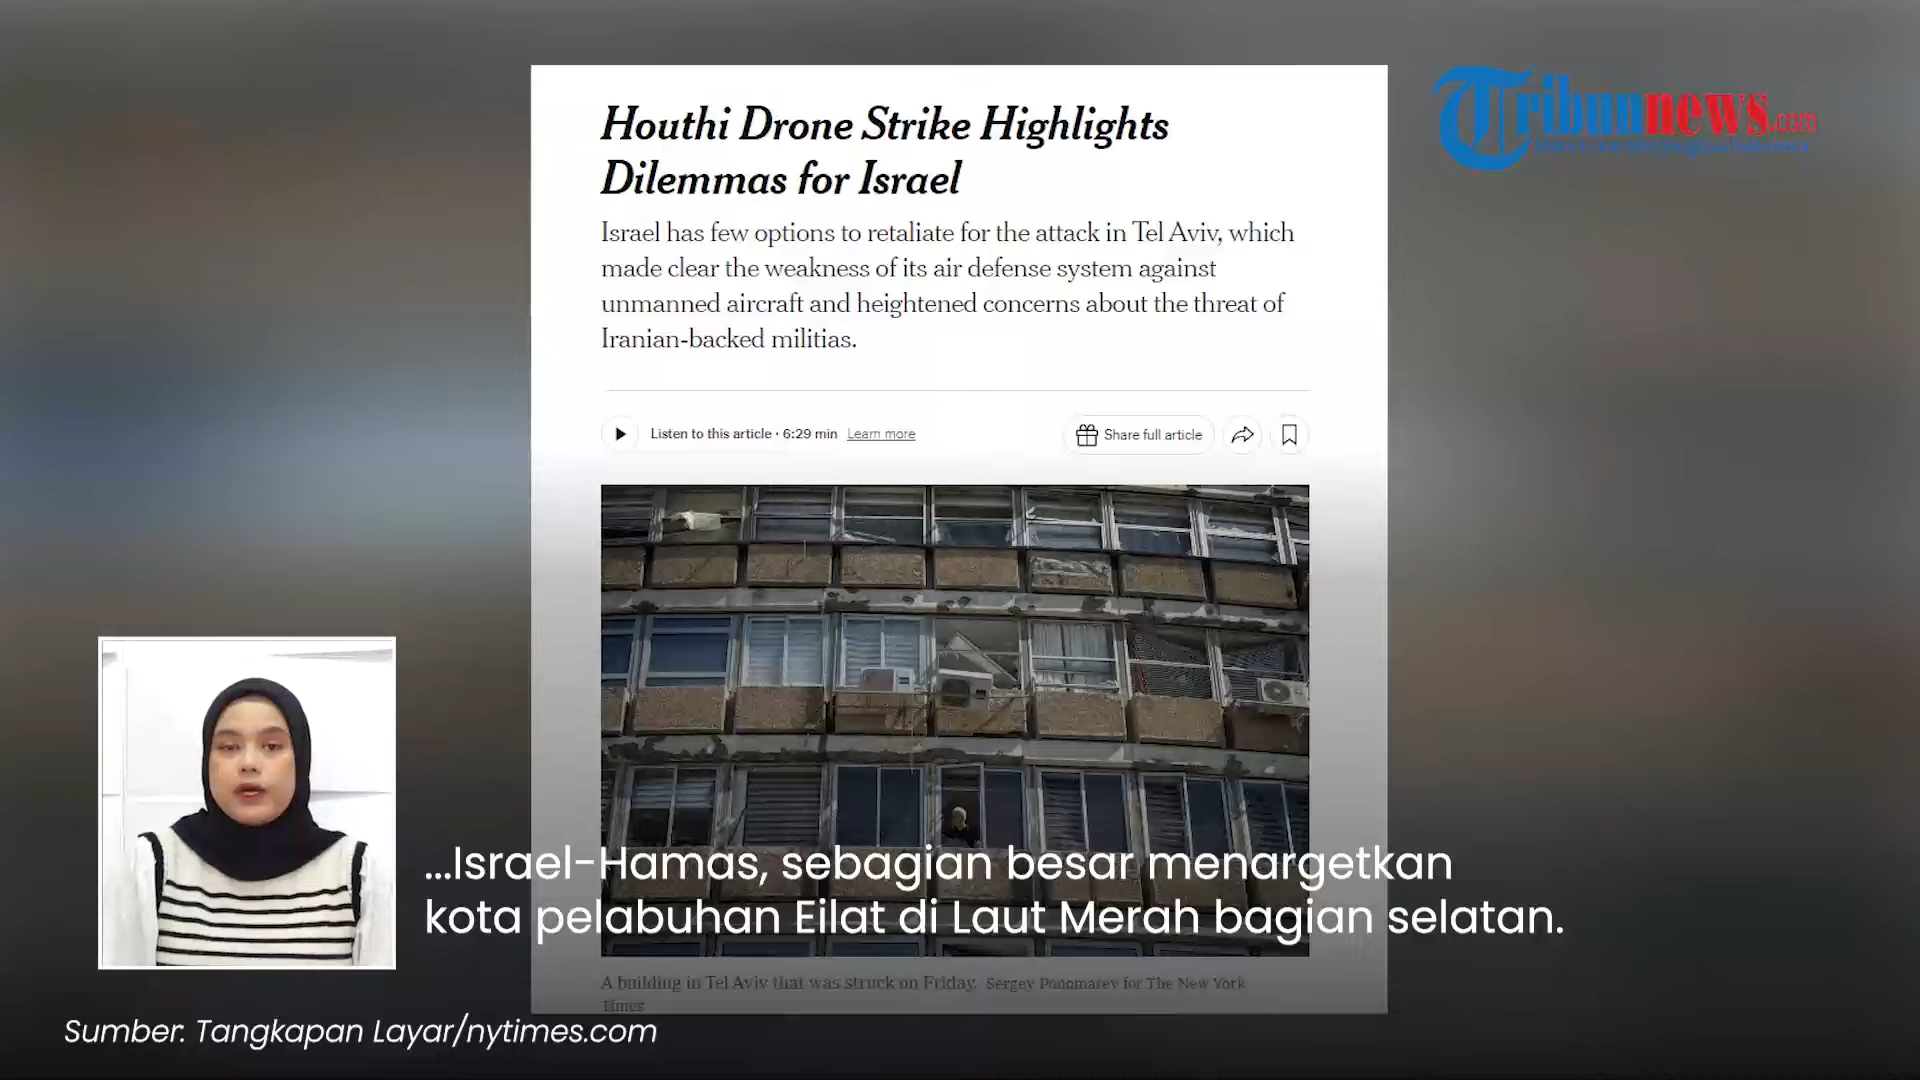 Houthi Drone Strike Highlights
Dilemmas for Israel
Israel has few options to retaliate for the attack in Tel Aviv, which
made clear the weakness of its air defense system against
unmanned aircraft and heightened concerns about the threat of
Iranian-backed militias.
Listen to this article · 6:29 min Learn more
Share full article
Tribunnews.com
Mata Lokal Menjangkau Indonesia
...Israel-Hamas, sebagian besar menargetkan
kota pelabuhan Eilat di Laut Merah bagian selatan.
A building in Tel Aviv that was struck on Friday. Sergey Ponomarev for The New York
Times
Sumber: Tangkapan Layar/nytimes.com